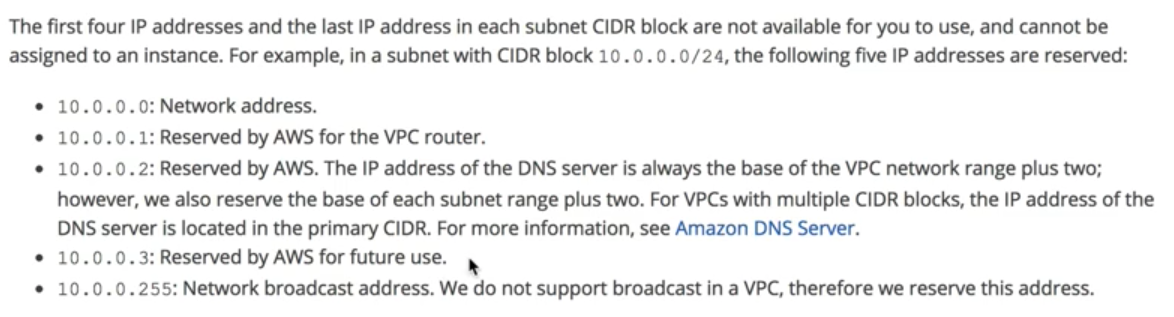 The first four IP addresses and the last IP address in each subnet CIDR block are not available for you to use, and cannot be
assigned to an instance. For example, in a subnet with CIDR block 10.0.0.0/24, the following five IP addresses are reserved:
• 10.0.0.0: Network address.
• 10.0.0.1: Reserved by AWS for the VPC router.
• 10.0.0.2: Reserved by AWS. The IP address of the DNS server is always the base of the VPC network range plus two;
however, we also reserve the base of each subnet range plus two. For VPCs with multiple CIDR blocks, the IP address of the
DNS server is located in the primary CIDR. For more information, see Amazon DNS Server.
• 10.0.0.3: Reserved by AWS for future use.
• 10.0.0.255: Network broadcast address. We do not support broadcast in a VPC, therefore we reserve this address.